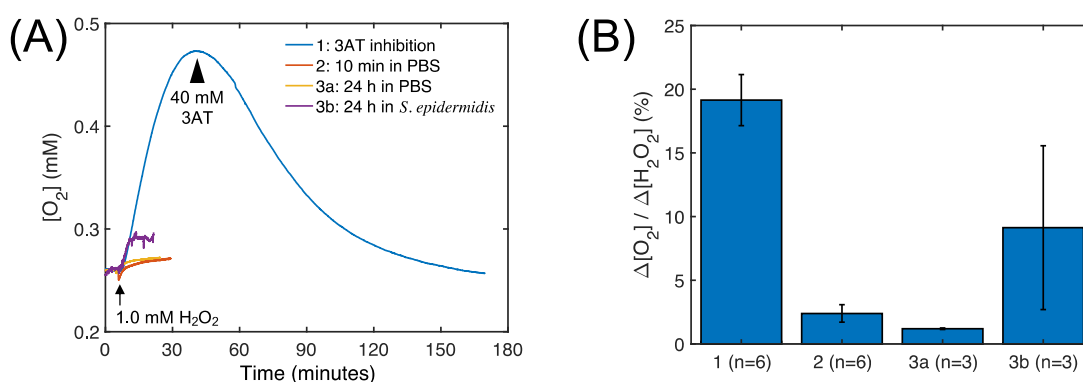 (A)
0.5
0.4
0.3
0.2
[O₂] (mM)
1: 3AT inhibition
2: 10 min in PBS
3a: 24 h in PBS
3b: 24 h in S. epidermidis
40 mM
3AT
1.0 mM H₂O₂
0 30 60 90 120 150 180
Time (minutes)
(B)
25
20
15
10
5
0
Δ[O₂] / Δ[H₂O₂] (%)
1 (n=6) 2 (n=6) 3a (n=3) 3b (n=3)